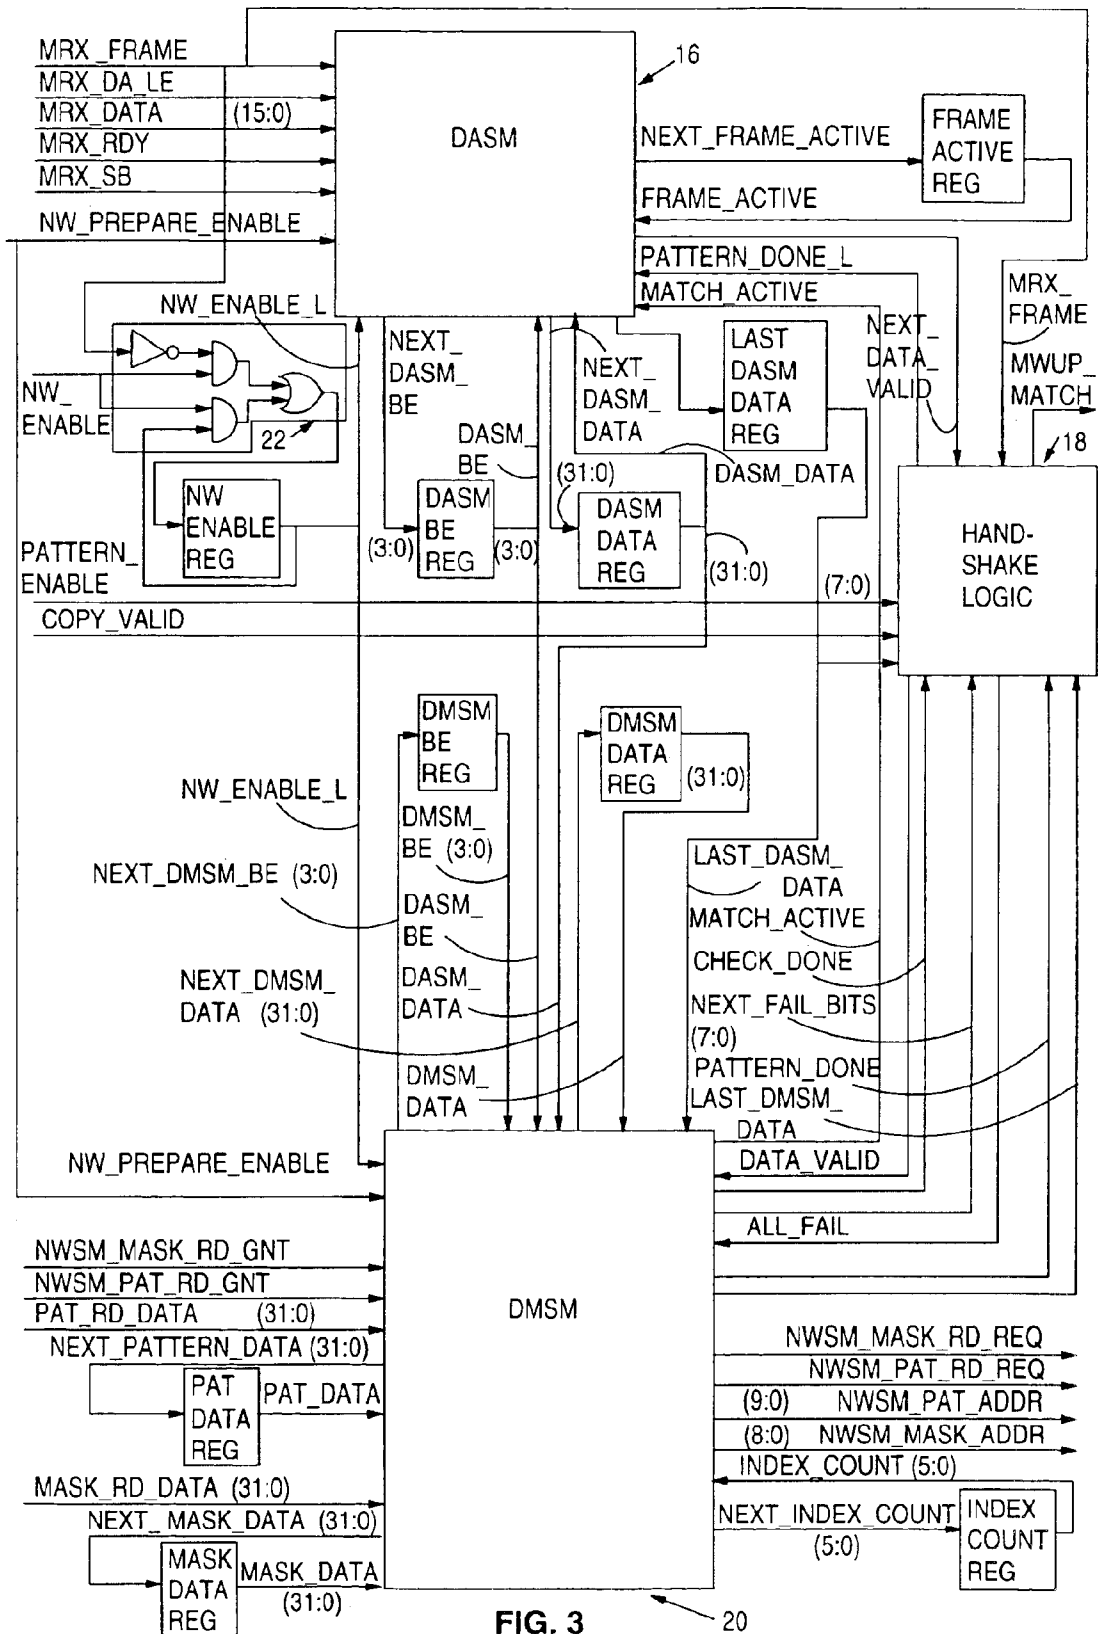 MRX_FRAME
MRX_DA_LE
MRX_DATA (15:0)
MRX_RDY
MRX_SB
NW_PREPARE_ENABLE
DASM
16
NEXT_FRAME_ACTIVE
FRAME
ACTIVE
REG
FRAME_ACTIVE
PATTERN_DONE_L
MATCH_ACTIVE
NW_ENABLE_L
NW_
ENABLE
22
NW
ENABLE
REG
PATTERN_
ENABLE
COPY_VALID
NEXT_
DASM_
BE
NEXT_
DASM_
DATA
LAST
DASM
DATA
REG
NEXT_
DATA_
VALID
MRX_
FRAME
MWUP_
MATCH
18
DASM_
BE
(31:0)
DASM_DATA
DASM
BE
REG
(3:0)
(3:0)
DASM
DATA
REG
(31:0)
(7:0)
HAND-
SHAKE
LOGIC
DMSM
BE
REG
DMSM
DATA
REG
(31:0)
NW_ENABLE_L
DMSM_
BE (3:0)
NEXT_DMSM_BE (3:0)
DASM_
BE
NEXT_DMSM_
DATA (31:0)
DASM_
DATA
DMSM_
DATA
LAST_DASM_
DATA
MATCH_ACTIVE
CHECK_DONE
NEXT_FAIL_BITS
(7:0)
PATTERN_DONE
LAST_DMSM_
DATA
DATA_VALID
ALL_FAIL
NW_PREPARE_ENABLE
NWSM_MASK_RD_GNT
NWSM_PAT_RD_GNT
PAT_RD_DATA (31:0)
NEXT_PATTERN_DATA (31:0)
PAT
DATA
REG
PAT_DATA
MASK_RD_DATA (31:0)
NEXT_MASK_DATA (31:0)
MASK
DATA
REG
MASK_DATA
(31:0)
DMSM
NWSM_MASK_RD_REQ
NWSM_PAT_RD_REQ
(9:0) NWSM_PAT_ADDR
(8:0) NWSM_MASK_ADDR
INDEX_COUNT (5:0)
NEXT_INDEX_COUNT
(5:0)
INDEX
COUNT
REG
20
FIG. 3